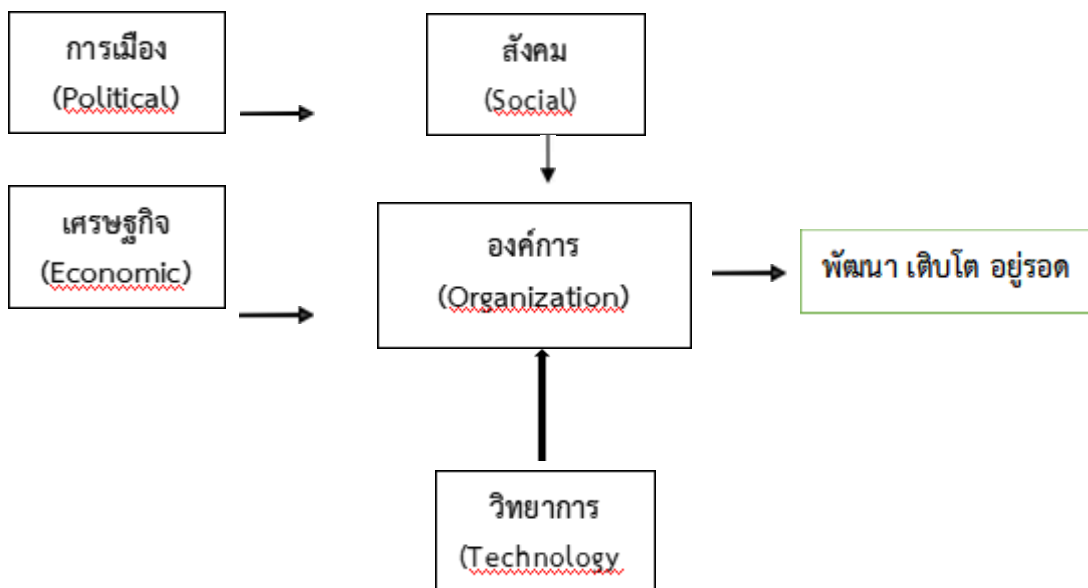 การเมือง
(Political)
สังคม
(Social)
เศรษฐกิจ
(Economic)
องค์การ
(Organization)
พัฒนา เติบโต อยู่รอด
วิทยาการ
(Technology